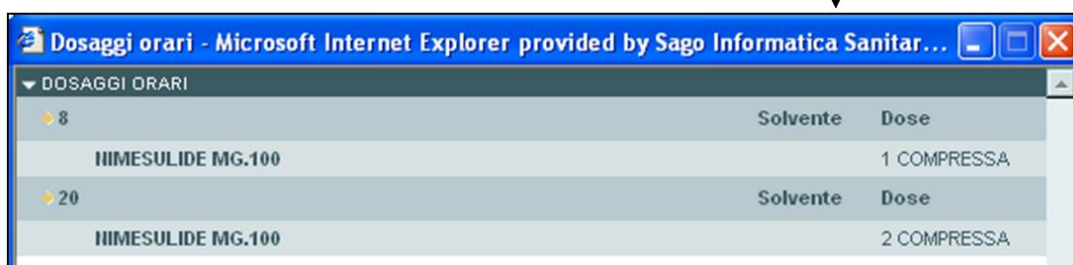 Dosaggi orari - Microsoft Internet Explorer provided by Sago Informatica Sanitar...
DOSAGGI ORARI
8 Solvente Dose
NIMESULIDE MG.100 1 COMPRESSA
20 Solvente Dose
NIMESULIDE MG.100 2 COMPRESSA